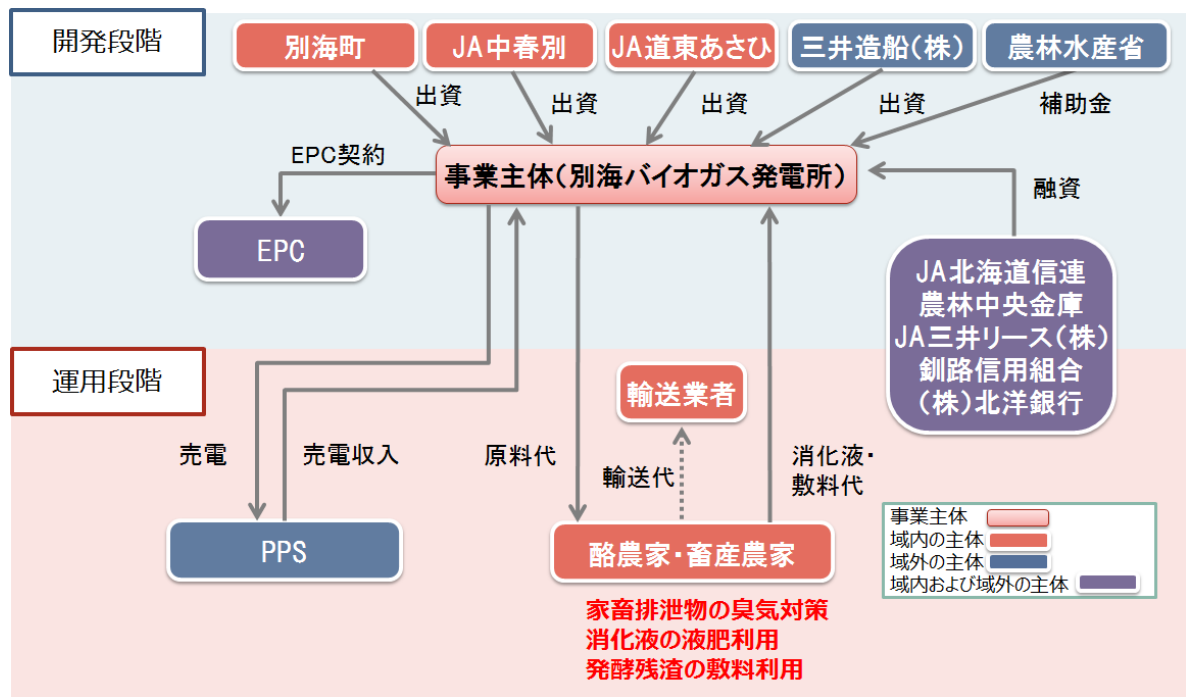 開発段階
別海町
JA中春別
JA道東あさひ
三井造船(株)
農林水産省
出資
出資
出資
出資
補助金
EPC契約
事業主体(別海バイオガス発電所)
融資
EPC
JA北海道信連
農林中央金庫
JA三井リース(株)
釧路信用組合
(株)北洋銀行
運用段階
輸送業者
売電
売電収入
原料代
輸送代
消化液・
敷料代
PPS
酪農家・畜産農家
家畜排泄物の臭気対策
消化液の液肥利用
発酵残渣の敷料利用
事業主体
域内の主体
域外の主体
域内および域外の主体